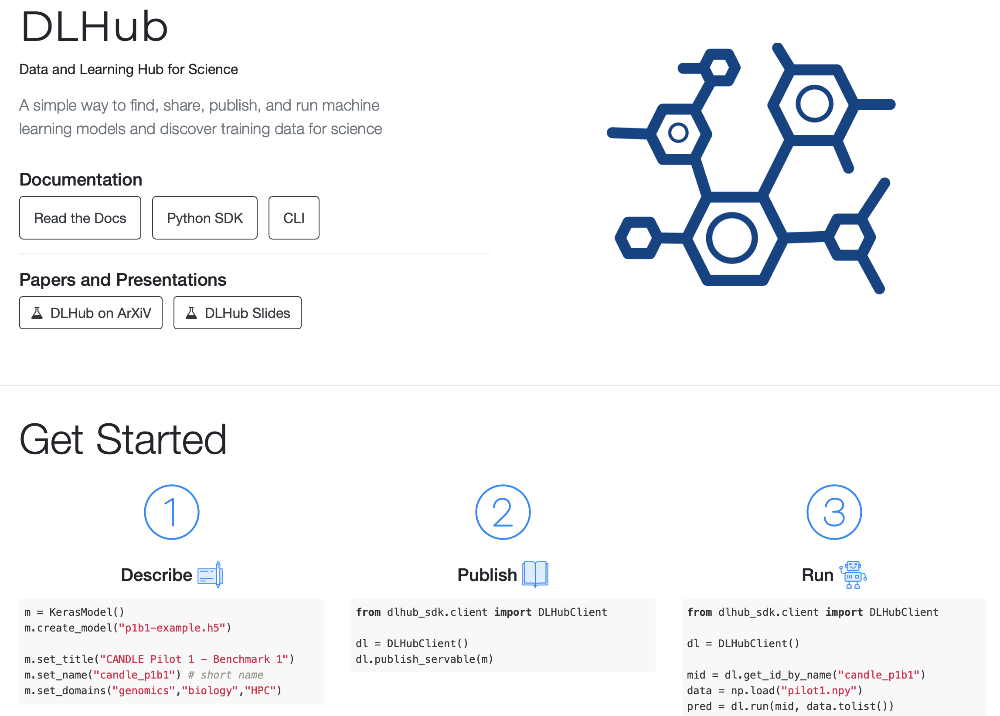 DLHub
Data and Learning Hub for Science
A simple way to find, share, publish, and run machine
learning models and discover training data for science
Documentation
Read the Docs
Python SDK
CLI
Papers and Presentations
DLHub on ArXiV
DLHub Slides
Get Started
1
Describe
m = KerasModel()
m.create_model("p1b1-example.h5")
m.set_title("CANDLE Pilot 1 - Benchmark 1")
m.set_name("candle_p1b1") # short name
m.set_domains("genomics","biology","HPC")
2
Publish
from dlhub_sdk.client import DLHubClient
dl = DLHubClient()
dl.publish_servable(m)
3
Run
from dlhub_sdk.client import DLHubClient
dl = DLHubClient()
mid = dl.get_id_by_name("candle_p1b1")
data = np.load("pilot1.npy")
pred = dl.run(mid, data.tolist())